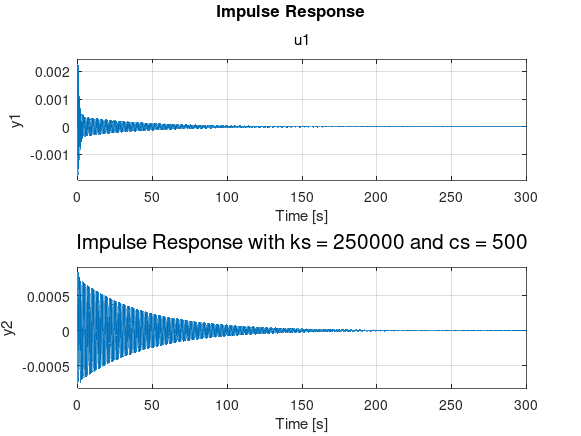 Impulse Response
u1
0.002
0.001
0
-0.001
y1
0 50 100 150 200 250 300
Time [s]
Impulse Response with ks = 250000 and cs = 500
0.0005
0
-0.0005
y2
0 50 100 150 200 250 300
Time [s]